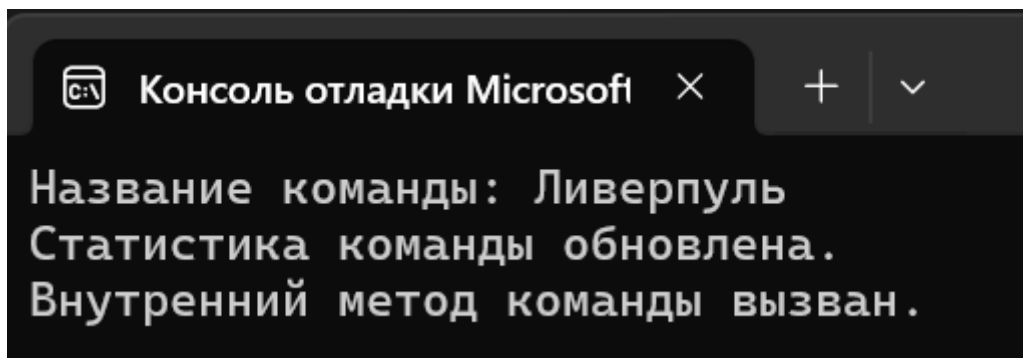 Консоль отладки Microsoft
Название команды: Ливерпуль
Статистика команды обновлена.
Внутренний метод команды вызван.